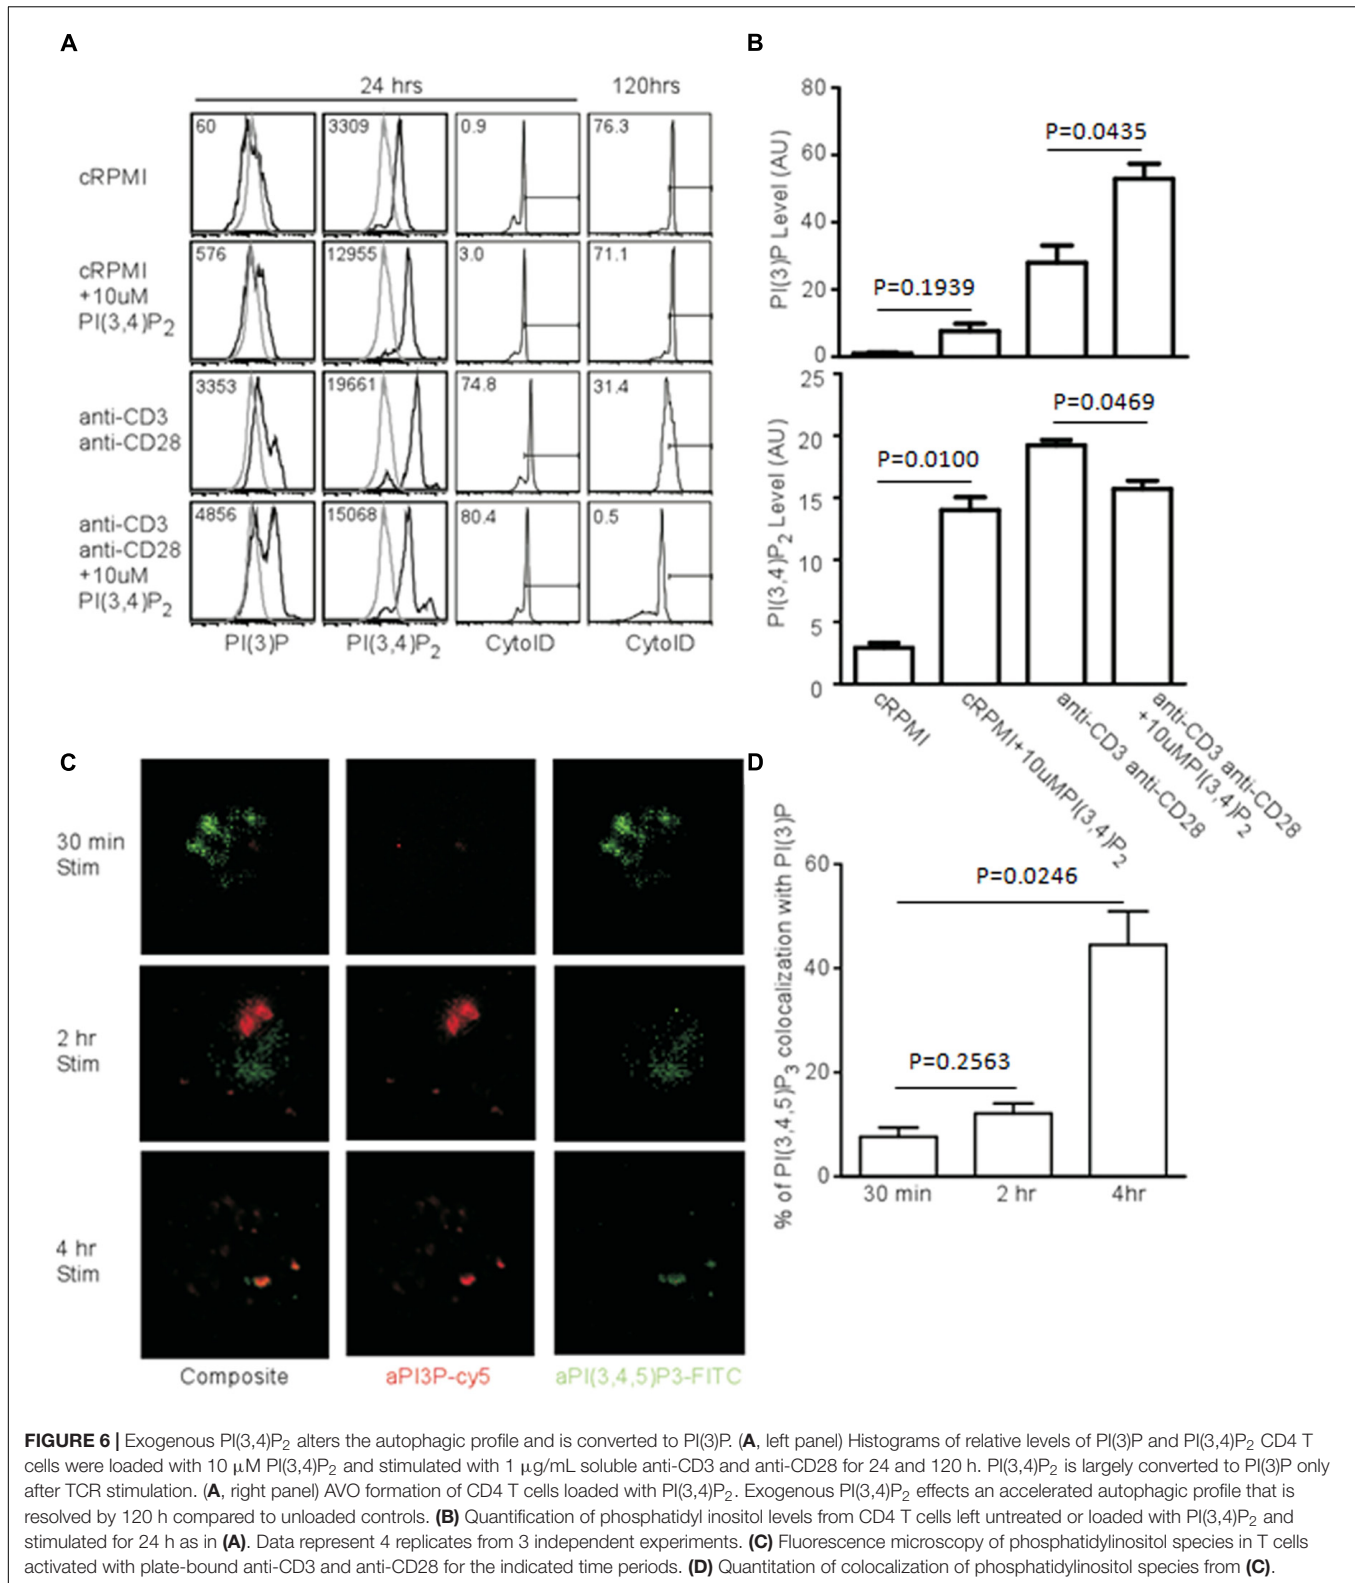 A
24 hrs
120hrs
cRPMI
60
3309
0.9
76.3
cRPMI
+10uM
PI(3,4)P₂
576
12955
3.0
71.1
anti-CD3
anti-CD28
3353
19661
74.8
31.4
anti-CD3
anti-CD28
+10uM
PI(3,4)P₂
4856
15068
80.4
0.5
PI(3)P
PI(3,4)P₂
CytoID
CytoID
B
PI(3)P Level (AU)
80
60
40
20
0
P=0.1939
P=0.0435
PI(3,4)P₂ Level (AU)
25
20
15
10
5
0
P=0.0100
P=0.0469
cRPMI
cRPMI+10uMPI(3,4)P₂
anti-CD3 anti-CD28
anti-CD3 anti-CD28
+10uMPI(3,4)P₂
C
30 min
Stim
2 hr
Stim
4 hr
Stim
Composite
aPI3P-cy5
aPI(3,4,5)P3-FITC
D
% of PI(3,4,5)P₃ colocalization with PI(3)P
60
40
20
0
P=0.0246
P=0.2563
30 min
2 hr
4hr
FIGURE 6 | Exogenous PI(3,4)P₂ alters the autophagic profile and is converted to PI(3)P. (A, left panel) Histograms of relative levels of PI(3)P and PI(3,4)P₂ CD4 T
cells were loaded with 10 μM PI(3,4)P₂ and stimulated with 1 μg/mL soluble anti-CD3 and anti-CD28 for 24 and 120 h. PI(3,4)P₂ is largely converted to PI(3)P only
after TCR stimulation. (A, right panel) AVO formation of CD4 T cells loaded with PI(3,4)P₂. Exogenous PI(3,4)P₂ effects an accelerated autophagic profile that is
resolved by 120 h compared to unloaded controls. (B) Quantification of phosphatidyl inositol levels from CD4 T cells left untreated or loaded with PI(3,4)P₂ and
stimulated for 24 h as in (A). Data represent 4 replicates from 3 independent experiments. (C) Fluorescence microscopy of phosphatidylinositol species in T cells
activated with plate-bound anti-CD3 and anti-CD28 for the indicated time periods. (D) Quantitation of colocalization of phosphatidylinositol species from (C).